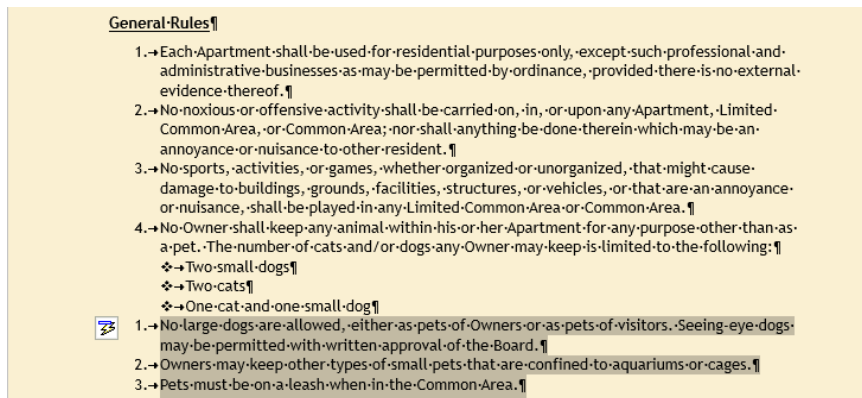 General Rules¶
1.→Each·Apartment·shall·be·used·for·residential·purposes·only,·except·such·professional·and·
administrative·businesses·as·may·be·permitted·by·ordinance,·provided·there·is·no·external·
evidence·thereof.¶
2.→No·noxious·or·offensive·activity·shall·be·carried·on,·in,·or·upon·any·Apartment,·Limited·
Common·Area,·or·Common·Area;·nor·shall·anything·be·done·therein·which·may·be·an·
annoyance·or·nuisance·to·other·resident.¶
3.→No·sports,·activities,·or·games,·whether·organized·or·unorganized,·that·might·cause·
damage·to·buildings,·grounds,·facilities,·structures,·or·vehicles,·or·that·are·an·annoyance·
or·nuisance,·shall·be·played·in·any·Limited·Common·Area·or·Common·Area.¶
4.→No·Owner·shall·keep·any·animal·within·his·or·her·Apartment·for·any·purpose·other·than·as·
a·pet.·The·number·of·cats·and/or·dogs·any·Owner·may·keep·is·limited·to·the·following:¶
❖→Two·small·dogs¶
❖→Two·cats¶
❖→One·cat·and·one·small·dog¶
1.→No·large·dogs·are·allowed,·either·as·pets·of·Owners·or·as·pets·of·visitors.·Seeing-eye·dogs·
may·be·permitted·with·written·approval·of·the·Board.¶
2.→Owners·may·keep·other·types·of·small·pets·that·are·confined·to·aquariums·or·cages.¶
3.→Pets·must·be·on·a·leash·when·in·the·Common·Area.¶